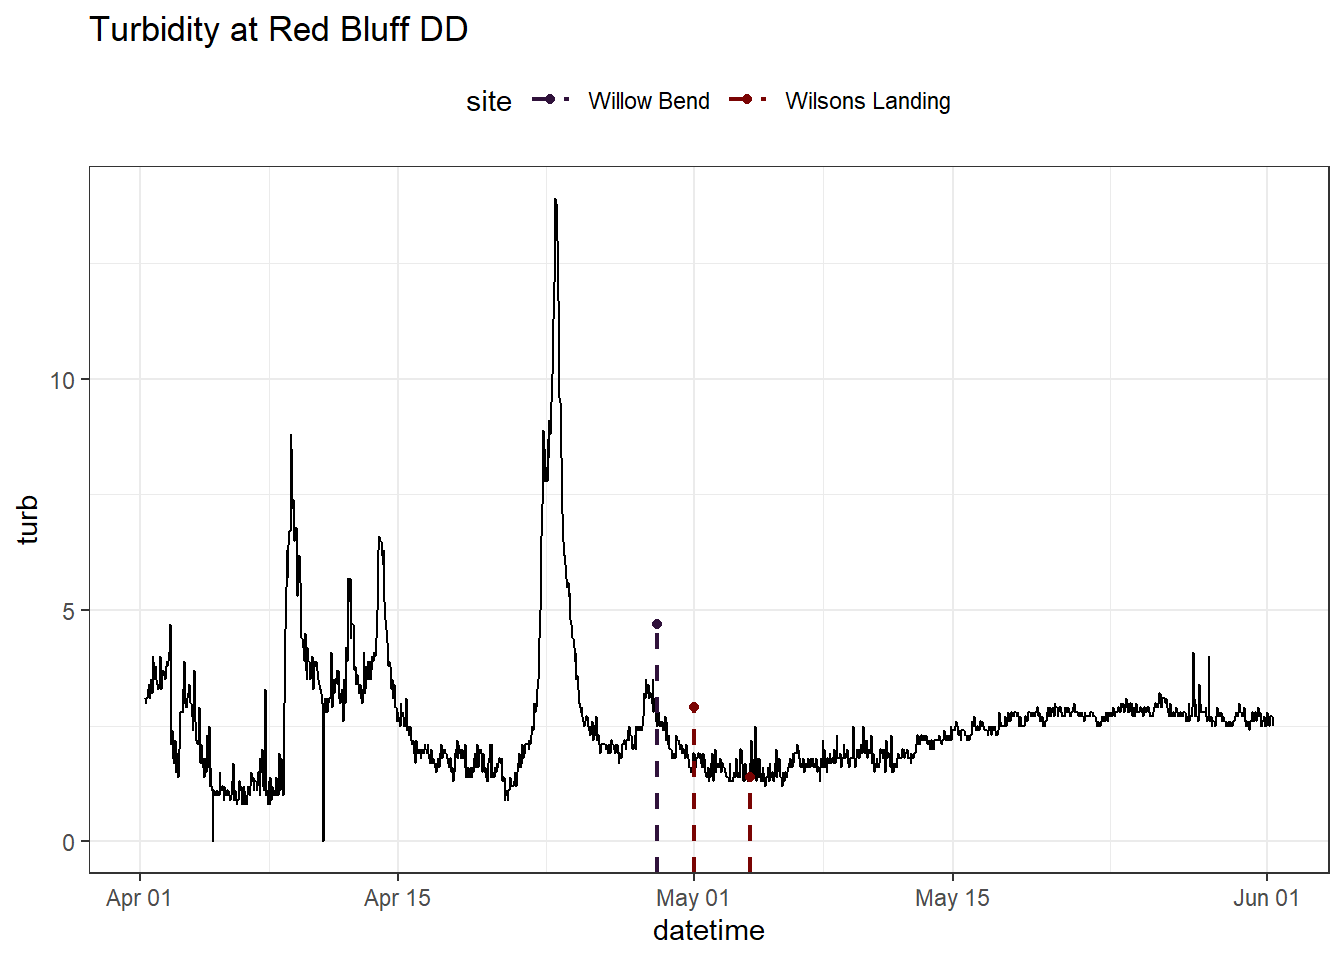 Turbidity at Red Bluff DD
site Willow Bend Wilsons Landing
10
5
0
turb
Apr 01 Apr 15 May 01 May 15 Jun 01
datetime